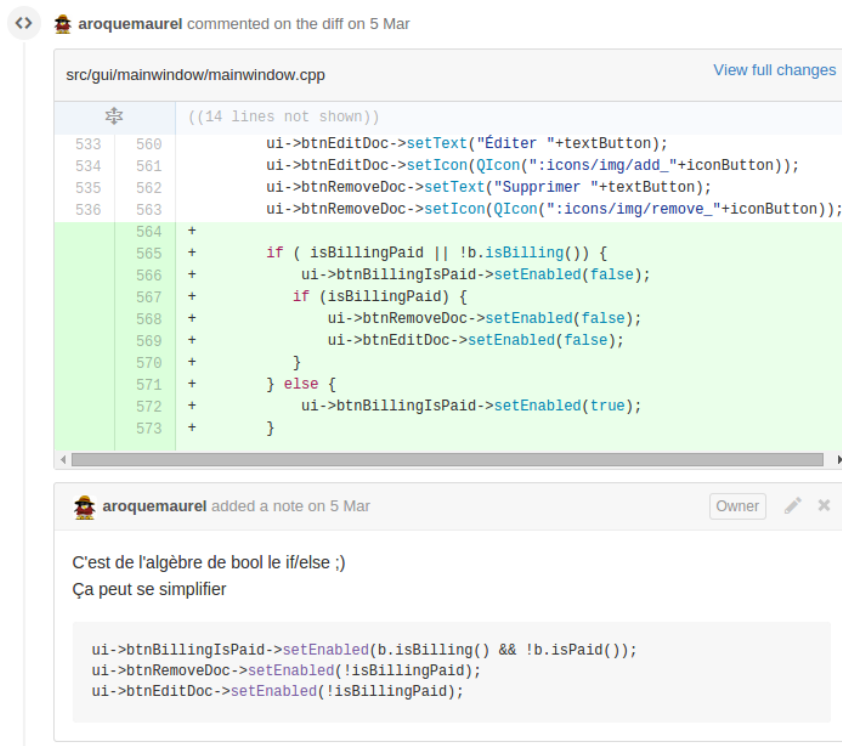 aroquemaurel commented on the diff on 5 Mar
src/gui/mainwindow/mainwindow.cpp View full changes
((14 lines not shown))
533 560 ui->btnEditDoc->setText("Éditer "+textButton);
534 561 ui->btnEditDoc->setIcon(QIcon(":icons/img/add_"+iconButton));
535 562 ui->btnRemoveDoc->setText("Supprimer "+textButton);
536 563 ui->btnRemoveDoc->setIcon(QIcon(":icons/img/remove_"+iconButton));
564 +
565 + if ( isBillingPaid || !b.isBilling()) {
566 + ui->btnBillingIsPaid->setEnabled(false);
567 + if (isBillingPaid) {
568 + ui->btnRemoveDoc->setEnabled(false);
569 + ui->btnEditDoc->setEnabled(false);
570 + }
571 + } else {
572 + ui->btnBillingIsPaid->setEnabled(true);
573 + }
aroquemaurel added a note on 5 Mar Owner
C'est de l'algèbre de bool le if/else ;)
Ça peut se simplifier
ui->btnBillingIsPaid->setEnabled(b.isBilling() && !b.isPaid());
ui->btnRemoveDoc->setEnabled(!isBillingPaid);
ui->btnEditDoc->setEnabled(!isBillingPaid);